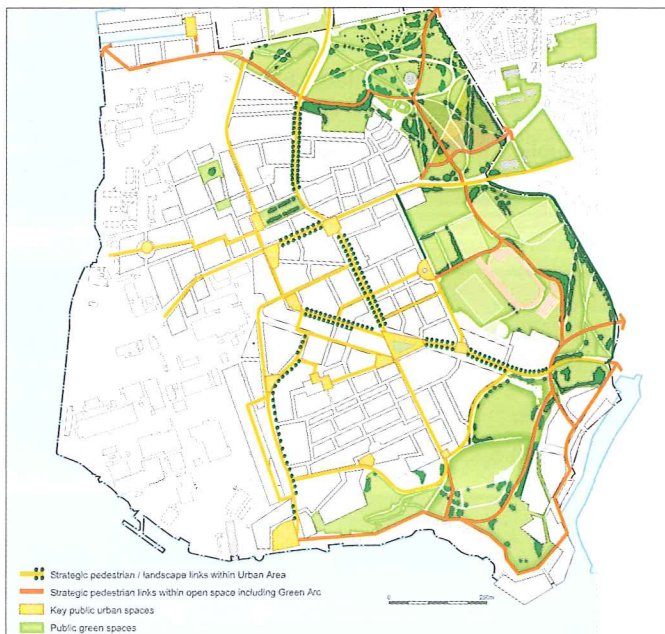 Strategic pedestrian / landscape links within Urban Area
Strategic pedestrian links within open space including Green Arc
Key public urban spaces
Public green spaces
0
250m